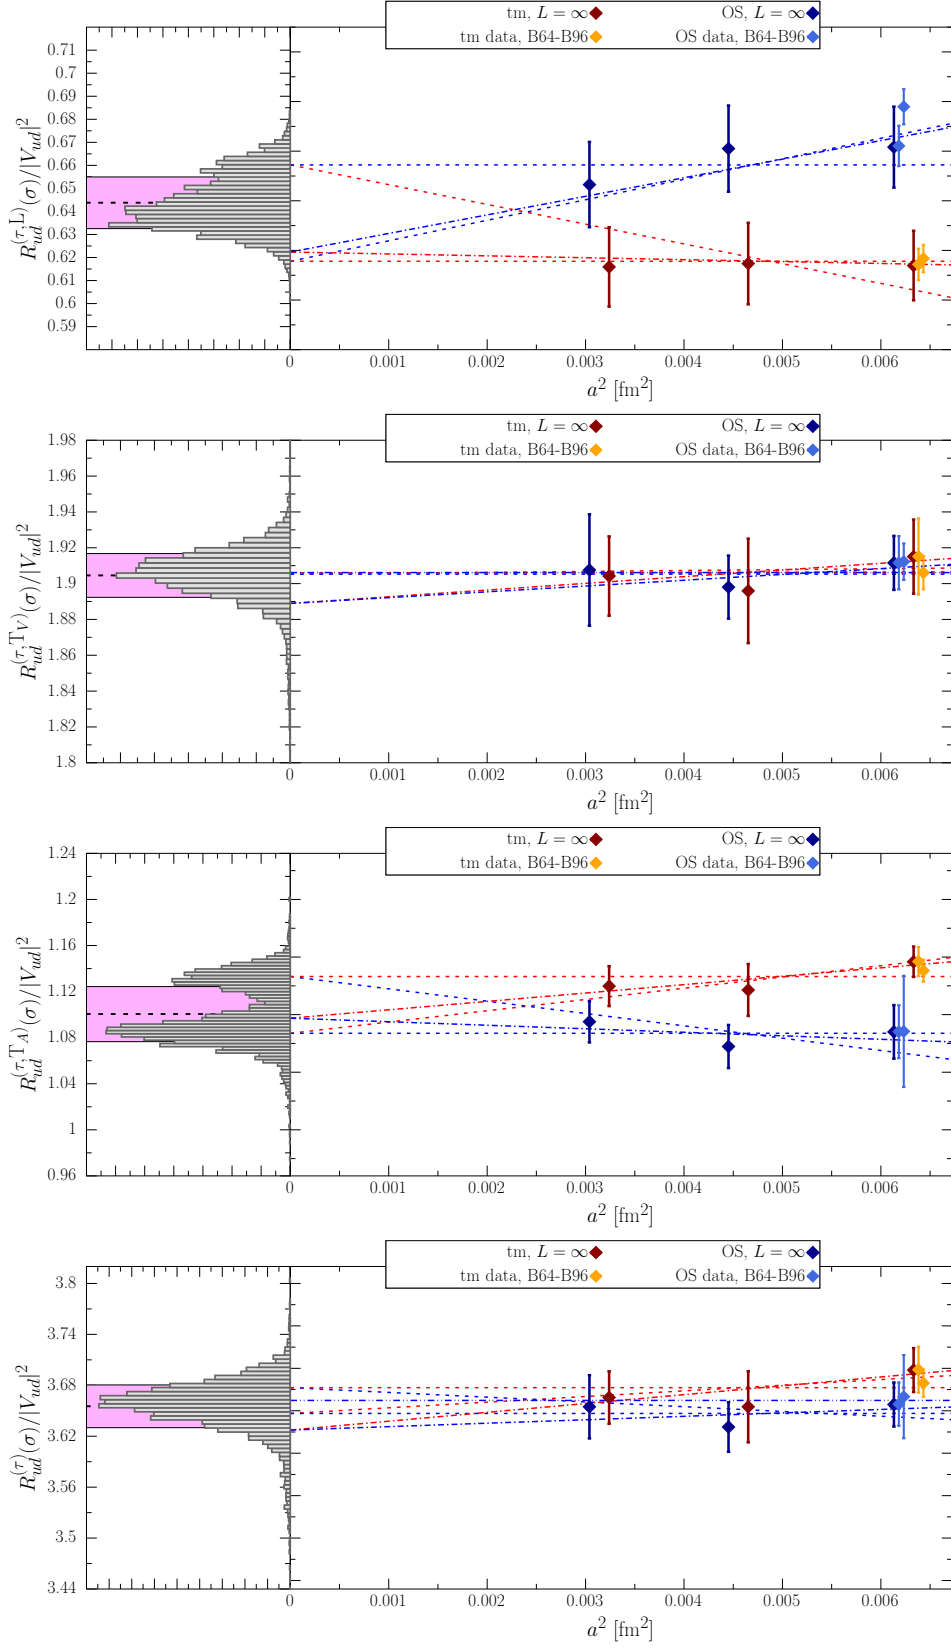 tm, L = ∞ OS, L = ∞
tm data, B64-B96 OS data, B64-B96
0.71
0.7
0.69
0.68
0.67
0.66
0.65
0.64
0.63
0.62
0.61
0.6
0.59
R_{ud}^{(τ,L)}(σ)/|V_{ud}|^2
0 0.001 0.002 0.003 0.004 0.005 0.006
a^2 [fm^2]
tm, L = ∞ OS, L = ∞
tm data, B64-B96 OS data, B64-B96
1.98
1.96
1.94
1.92
1.9
1.88
1.86
1.84
1.82
1.8
R_{ud}^{(τ,T_V)}(σ)/|V_{ud}|^2
0 0.001 0.002 0.003 0.004 0.005 0.006
a^2 [fm^2]
tm, L = ∞ OS, L = ∞
tm data, B64-B96 OS data, B64-B96
1.24
1.2
1.16
1.12
1.08
1.04
1
0.96
R_{ud}^{(τ,T_A)}(σ)/|V_{ud}|^2
0 0.001 0.002 0.003 0.004 0.005 0.006
a^2 [fm^2]
tm, L = ∞ OS, L = ∞
tm data, B64-B96 OS data, B64-B96
3.8
3.74
3.68
3.62
3.56
3.5
3.44
R_{ud}^{(τ)}(σ)/|V_{ud}|^2
0 0.001 0.002 0.003 0.004 0.005 0.006
a^2 [fm^2]